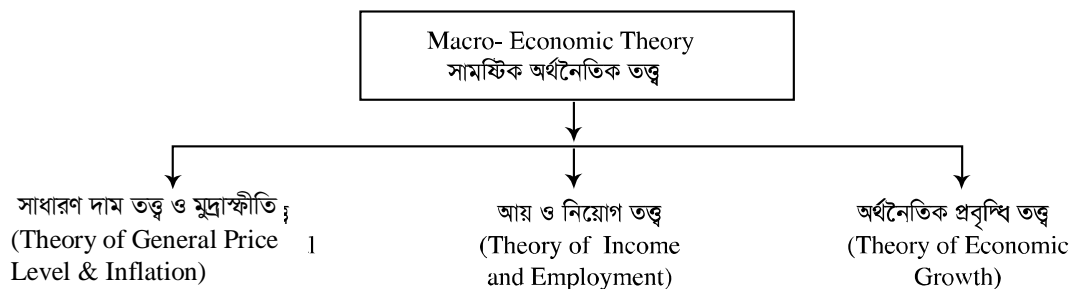 Macro- Economic Theory
সামষ্টিক অর্থনৈতিক তত্ত্ব
সাধারণ দাম তত্ত্ব ও মুদ্রাস্ফীতি
(Theory of General Price
Level & Inflation)
আয় ও নিয়োগ তত্ত্ব
(Theory of Income
and Employment)
অর্থনৈতিক প্রবৃদ্ধি তত্ত্ব
(Theory of Economic
Growth)